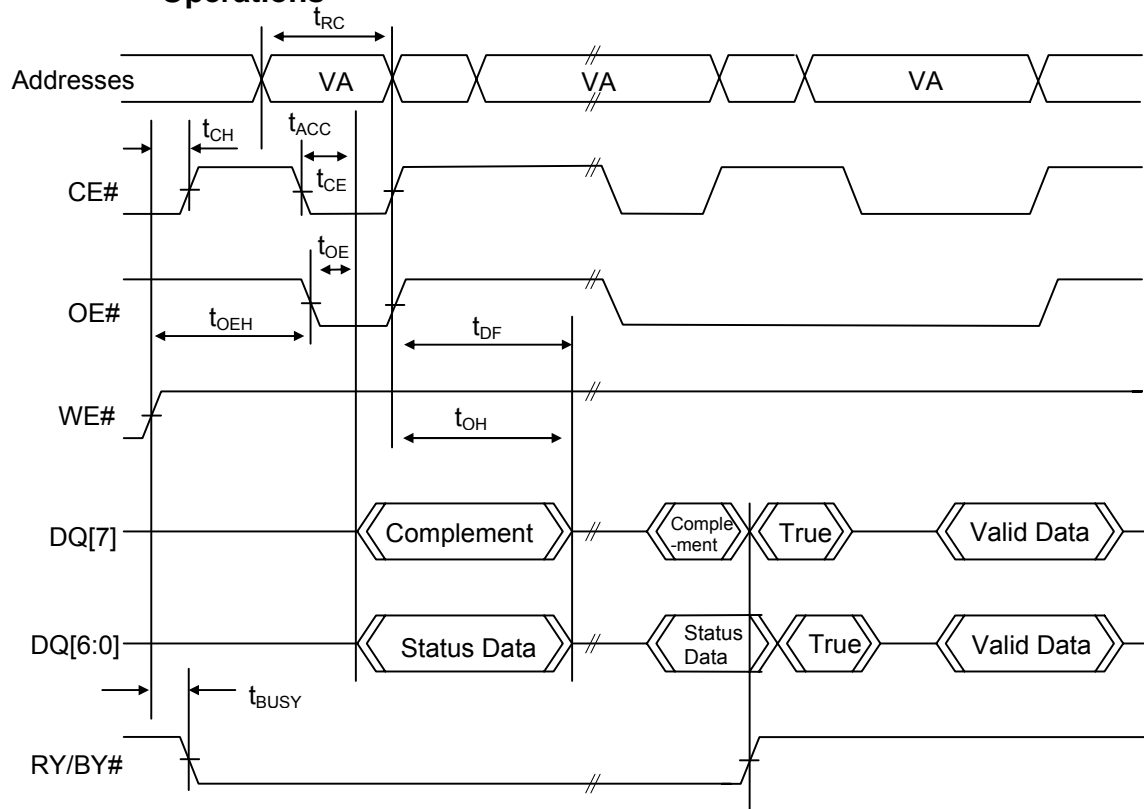 Operations
tRC
Addresses
VA
VA
VA
tCH
tACC
tCE
CE#
tOE
OE#
tOEH
tDF
WE#
tOH
DQ[7]
Complement
Comple
-ment
True
Valid Data
DQ[6:0]
Status Data
Status
Data
True
Valid Data
tBUSY
RY/BY#